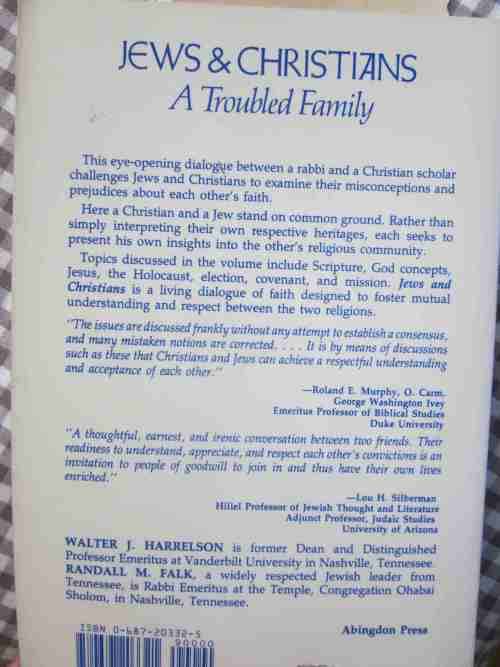 JEWS & CHRISTIANS
A Troubled Family
This eye-opening dialogue between a rabbi and a Christian scholar
challenges Jews and Christians to examine their misconceptions and
prejudices about each other's faith.
Here a Christian and a Jew stand on common ground. Rather than
simply interpreting their own respective heritages, each seeks to
present his own insights into the other's religious community.
Topics discussed in the volume include Scripture, God concepts,
Jesus, the Holocaust, election, covenant, and mission. Jews and
Christians is a living dialogue of faith designed to foster mutual
understanding and respect between the two religions.
"The issues are discussed frankly without any attempt to establish a consensus,
and many mistaken notions are corrected. . . . It is by means of discussions
such as these that Christians and Jews can achieve a respectful understanding
and acceptance of each other."
—Roland E. Murphy, O. Carm.
George Washington Ivey
Emeritus Professor of Biblical Studies
Duke University
"A thoughtful, earnest, and irenic conversation between two friends. Their
readiness to understand, appreciate, and respect each other's convictions is an
invitation to people of goodwill to join in and thus have their own lives
enriched."
—Lou H. Silberman
Hillel Professor of Jewish Thought and Literature
Adjunct Professor, Judaic Studies
University of Arizona
WALTER J. HARRELSON is former Dean and Distinguished
Professor Emeritus at Vanderbilt University in Nashville, Tennessee.
RANDALL M. FALK, a widely respected Jewish leader from
Tennessee, is Rabbi Emeritus at the Temple, Congregation Ohabai
Sholom, in Nashville, Tennessee.
ISBN 0-687-20332-5
90000
Abingdon Press